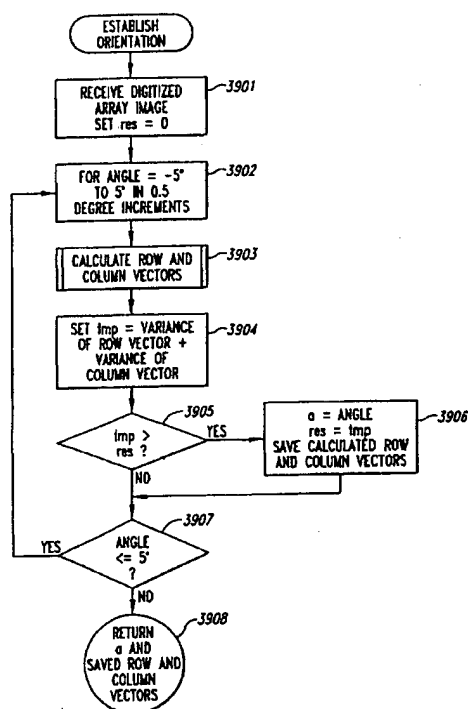 ESTABLISH
ORIENTATION
RECEIVE DIGITIZED
ARRAY IMAGE
SET res = 0
3901
FOR ANGLE = -5°
TO 5° IN 0.5
DEGREE INCREMENTS
3902
CALCULATE ROW AND
COLUMN VECTORS
3903
SET tmp = VARIANCE
OF ROW VECTOR +
VARIANCE OF
COLUMN VECTOR
3904
tmp >
res ?
3905
YES
NO
a = ANGLE
res = tmp
SAVE CALCULATED ROW
AND COLUMN VECTORS
3906
ANGLE
<= 5°
?
3907
YES
NO
RETURN
a AND
SAVED ROW AND
COLUMN
VECTORS
3908